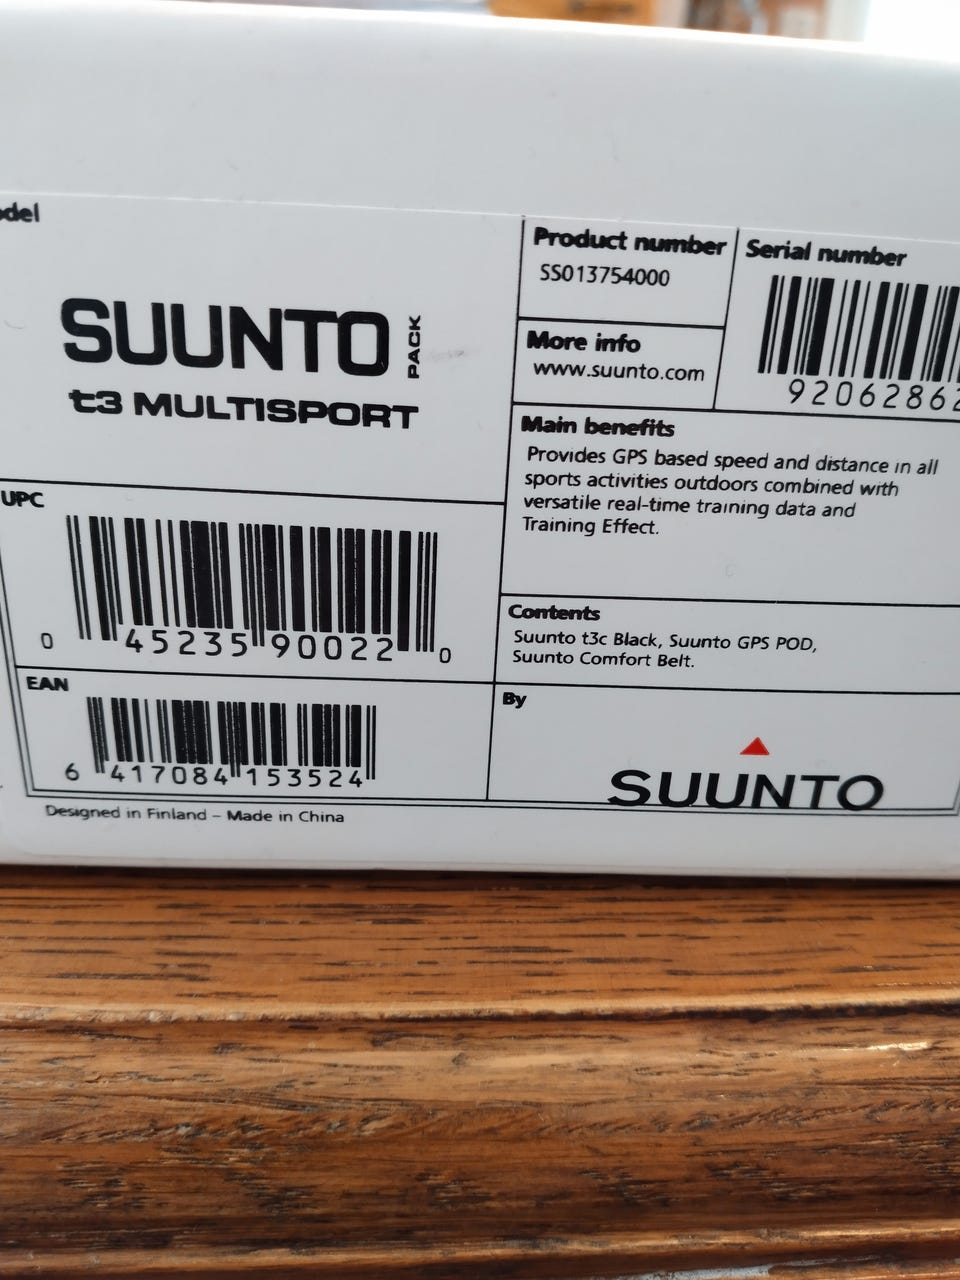 odel
SUUNTO PACK
t3 MULTISPORT
Product number
SS013754000
Serial number
9206286
More info
www.suunto.com
Main benefits
Provides GPS based speed and distance in all
sports activities outdoors combined with
versatile real-time training data and
Training Effect.
UPC
0 45235 90022 0
Contents
Suunto t3c Black, Suunto GPS POD,
Suunto Comfort Belt.
EAN
6 417084 153524
By
SUUNTO
Designed in Finland – Made in China